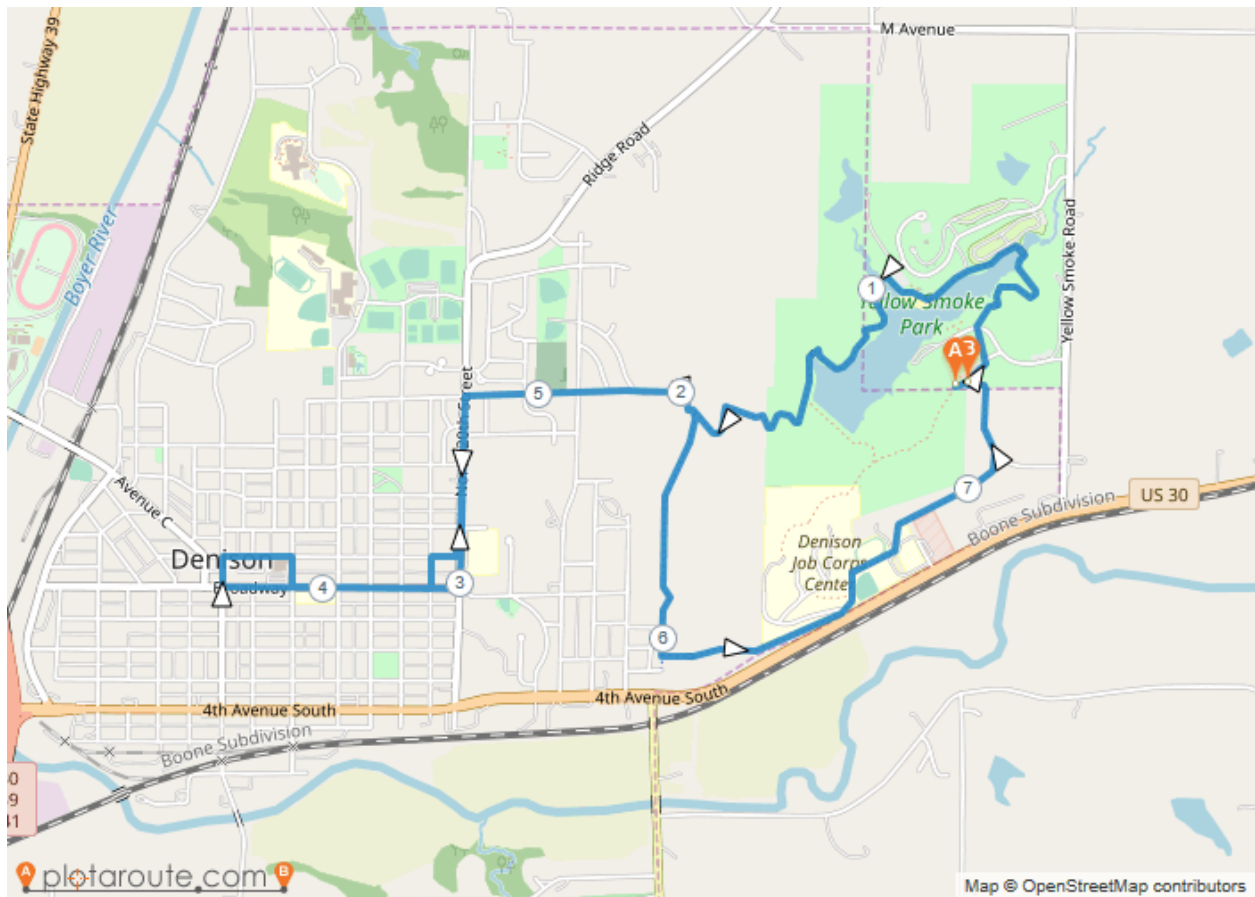 M Avenue
State Highway 39
Ridge Road
Boyer River
Yellow Smoke Road
1
Yellow Smoke
Park
A
3
2
5
Street
Avenue C
7
US 30
Boone Subdivision
Denison
Denison
Job Corps
Center
Broadway
4
3
6
4th Avenue South
4th Avenue South
Boone Subdivision
A plotaroute.com B
Map © OpenStreetMap contributors